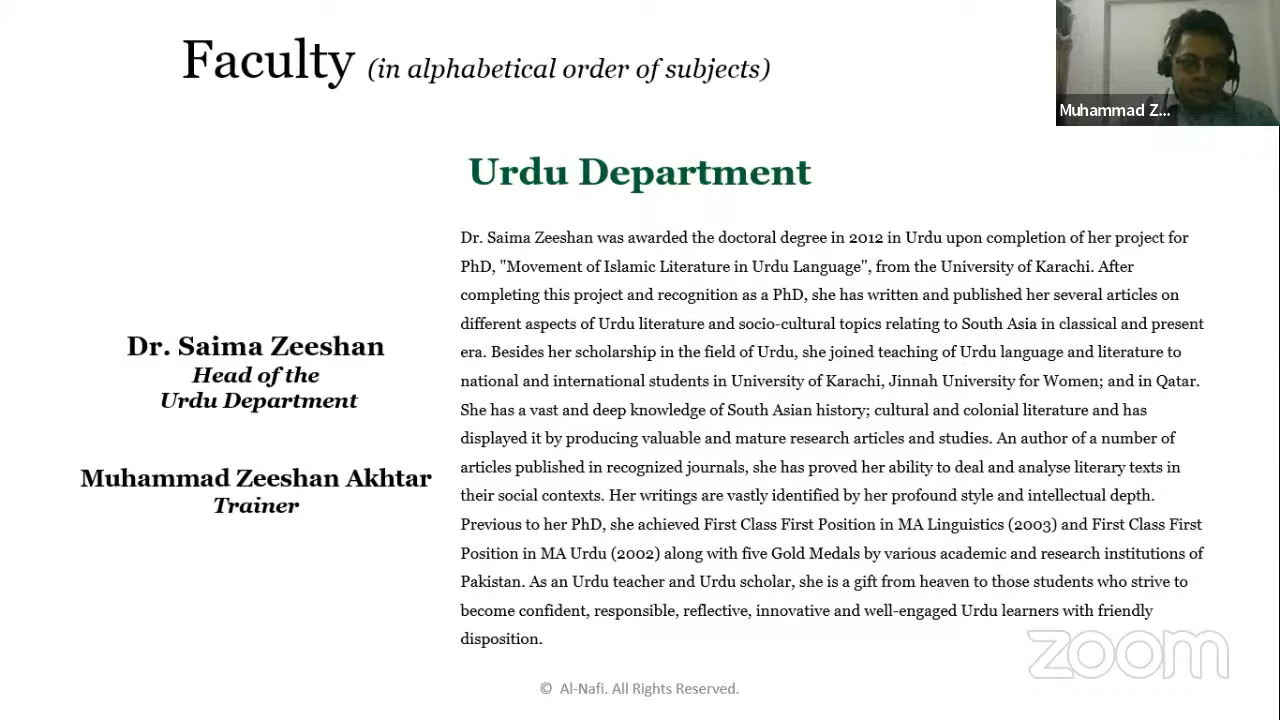 Faculty (in alphabetical order of subjects)
Muhammad Z...
Urdu Department
Dr. Saima Zeeshan
Head of the
Urdu Department
Muhammad Zeeshan Akhtar
Trainer
Dr. Saima Zeeshan was awarded the doctoral degree in 2012 in Urdu upon completion of her project for
PhD, "Movement of Islamic Literature in Urdu Language", from the University of Karachi. After
completing this project and recognition as a PhD, she has written and published her several articles on
different aspects of Urdu literature and socio-cultural topics relating to South Asia in classical and present
era. Besides her scholarship in the field of Urdu, she joined teaching of Urdu language and literature to
national and international students in University of Karachi, Jinnah University for Women; and in Qatar.
She has a vast and deep knowledge of South Asian history; cultural and colonial literature and has
displayed it by producing valuable and mature research articles and studies. An author of a number of
articles published in recognized journals, she has proved her ability to deal and analyse literary texts in
their social contexts. Her writings are vastly identified by her profound style and intellectual depth.
Previous to her PhD, she achieved First Class First Position in MA Linguistics (2003) and First Class First
Position in MA Urdu (2002) along with five Gold Medals by various academic and research institutions of
Pakistan. As an Urdu teacher and Urdu scholar, she is a gift from heaven to those students who strive to
become confident, responsible, reflective, innovative and well-engaged Urdu learners with friendly
disposition.
zoom
© Al-Nafi. All Rights Reserved.